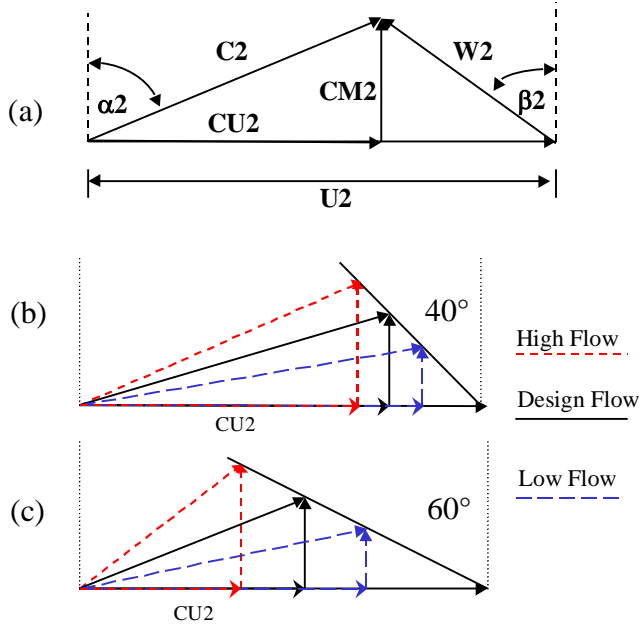 C2
W2
α2
CM2
β2
(a)
CU2
U2
(b)
40°
High Flow
Design Flow
CU2
Low Flow
(c)
60°
CU2